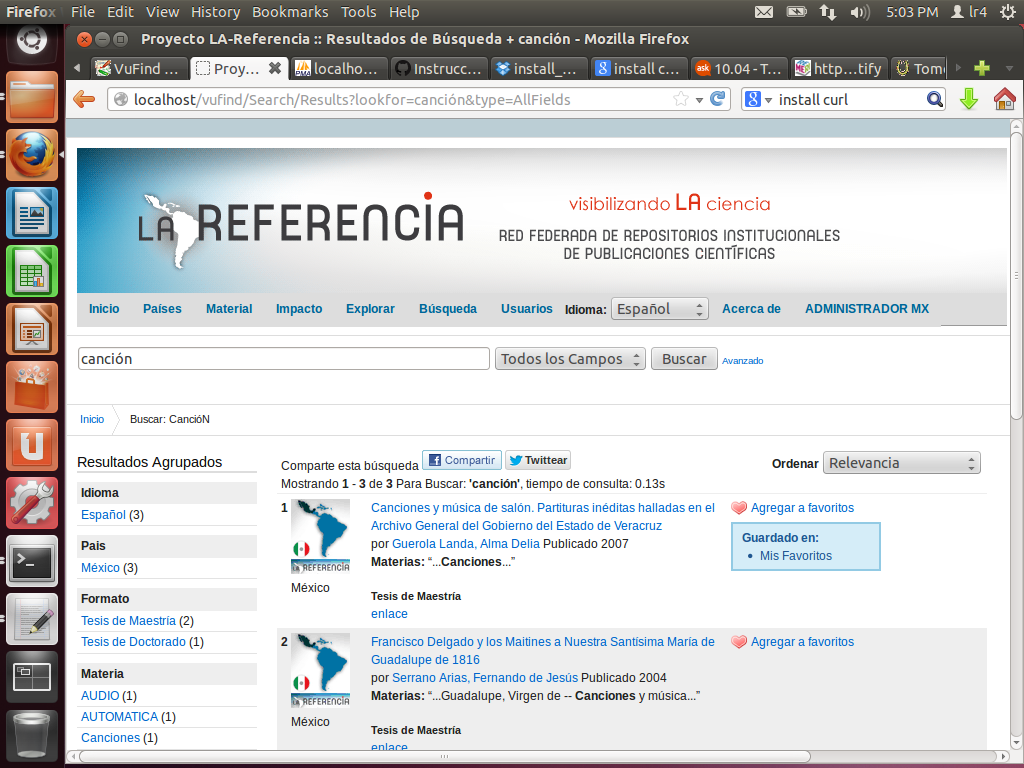 Firefox File Edit View History Bookmarks Tools Help 5:03 PM lr4
Proyecto LA-Referencia :: Resultados de Búsqueda + canción - Mozilla Firefox
VuFind ... Proy... localho... Instrucc... install_... install c... 10.04 - T... http...tify Tom
localhost/vufind/Search/Results?lookfor=canción&type=AllFields install curl
LA REFERENCIA
visibilizando LA ciencia
RED FEDERADA DE REPOSITORIOS INSTITUCIONALES
DE PUBLICACIONES CIENTÍFICAS
Inicio Países Material Impacto Explorar Búsqueda Usuarios Idioma: Español Acerca de ADMINISTRADOR MX
canción Todos los Campos Buscar Avanzado
Inicio Buscar: CancióN
Resultados Agrupados
Idioma
Español (3)
Pais
México (3)
Formato
Tesis de Maestría (2)
Tesis de Doctorado (1)
Materia
AUDIO (1)
AUTOMATICA (1)
Canciones (1)
Comparte esta búsqueda Compartir Twittear
Ordenar Relevancia
Mostrando 1 - 3 de 3 Para Buscar: 'canción', tiempo de consulta: 0.13s
1 Canciones y música de salón. Partituras inéditas halladas en el
Archivo General del Gobierno del Estado de Veracruz
por Guerola Landa, Alma Delia Publicado 2007
Materias: “...Canciones...”
LA REFERENCIA
México
Tesis de Maestría
enlace
Agregar a favoritos
Guardado en:
Mis Favoritos
2 Francisco Delgado y los Maitines a Nuestra Santísima María de
Guadalupe de 1816
por Serrano Arias, Fernando de Jesús Publicado 2004
Materias: “...Guadalupe, Virgen de -- Canciones y música...”
LA REFERENCIA
México
Tesis de Maestría
enlace
Agregar a favoritos